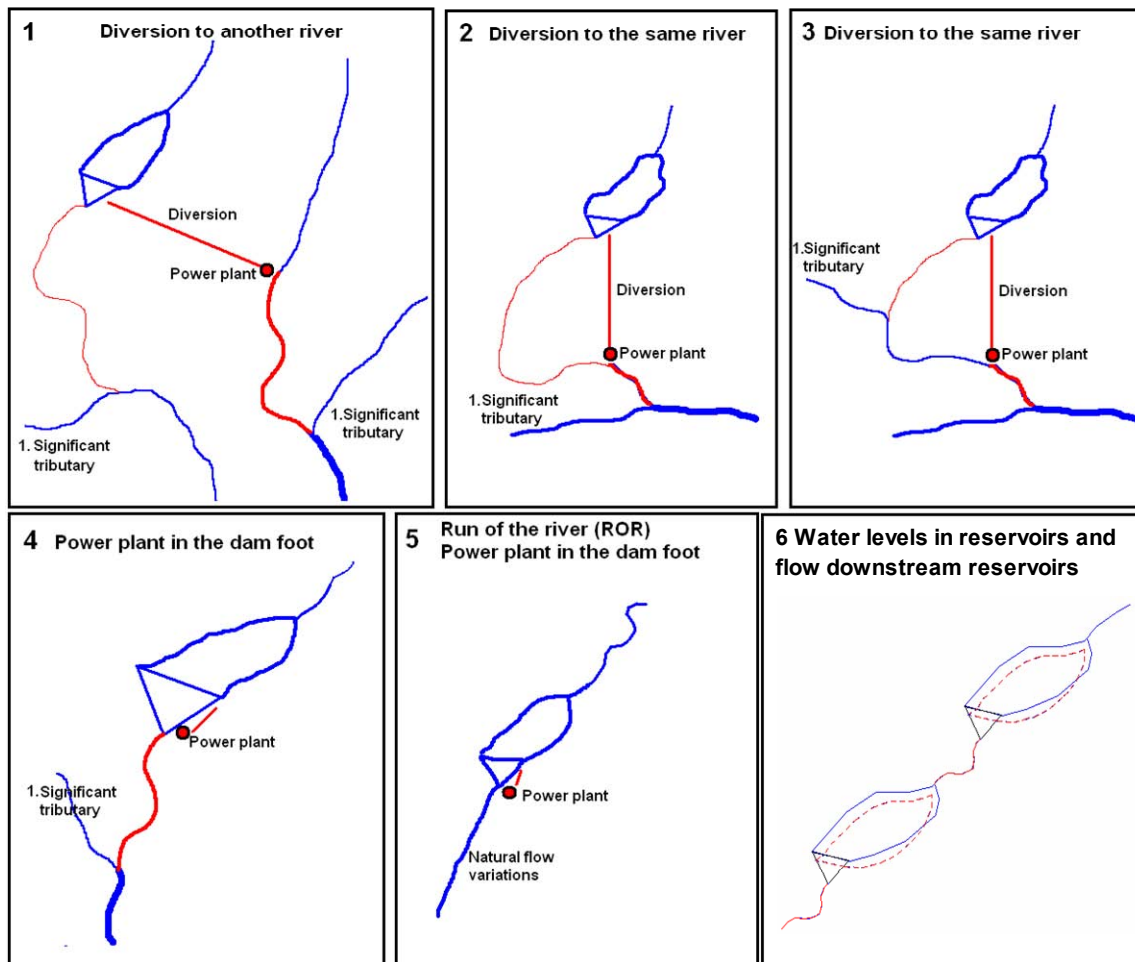 1 Diversion to another river
Diversion
Power plant
1. Significant
tributary
1.Significant
tributary
2 Diversion to the same river
Diversion
Power plant
1.Significant
tributary
3 Diversion to the same river
1.Significant
tributary
Diversion
Power plant
4 Power plant in the dam foot
Power plant
1.Significant
tributary
5 Run of the river (ROR)
Power plant in the dam foot
Power plant
Natural flow
variations
6 Water levels in reservoirs and
flow downstream reservoirs